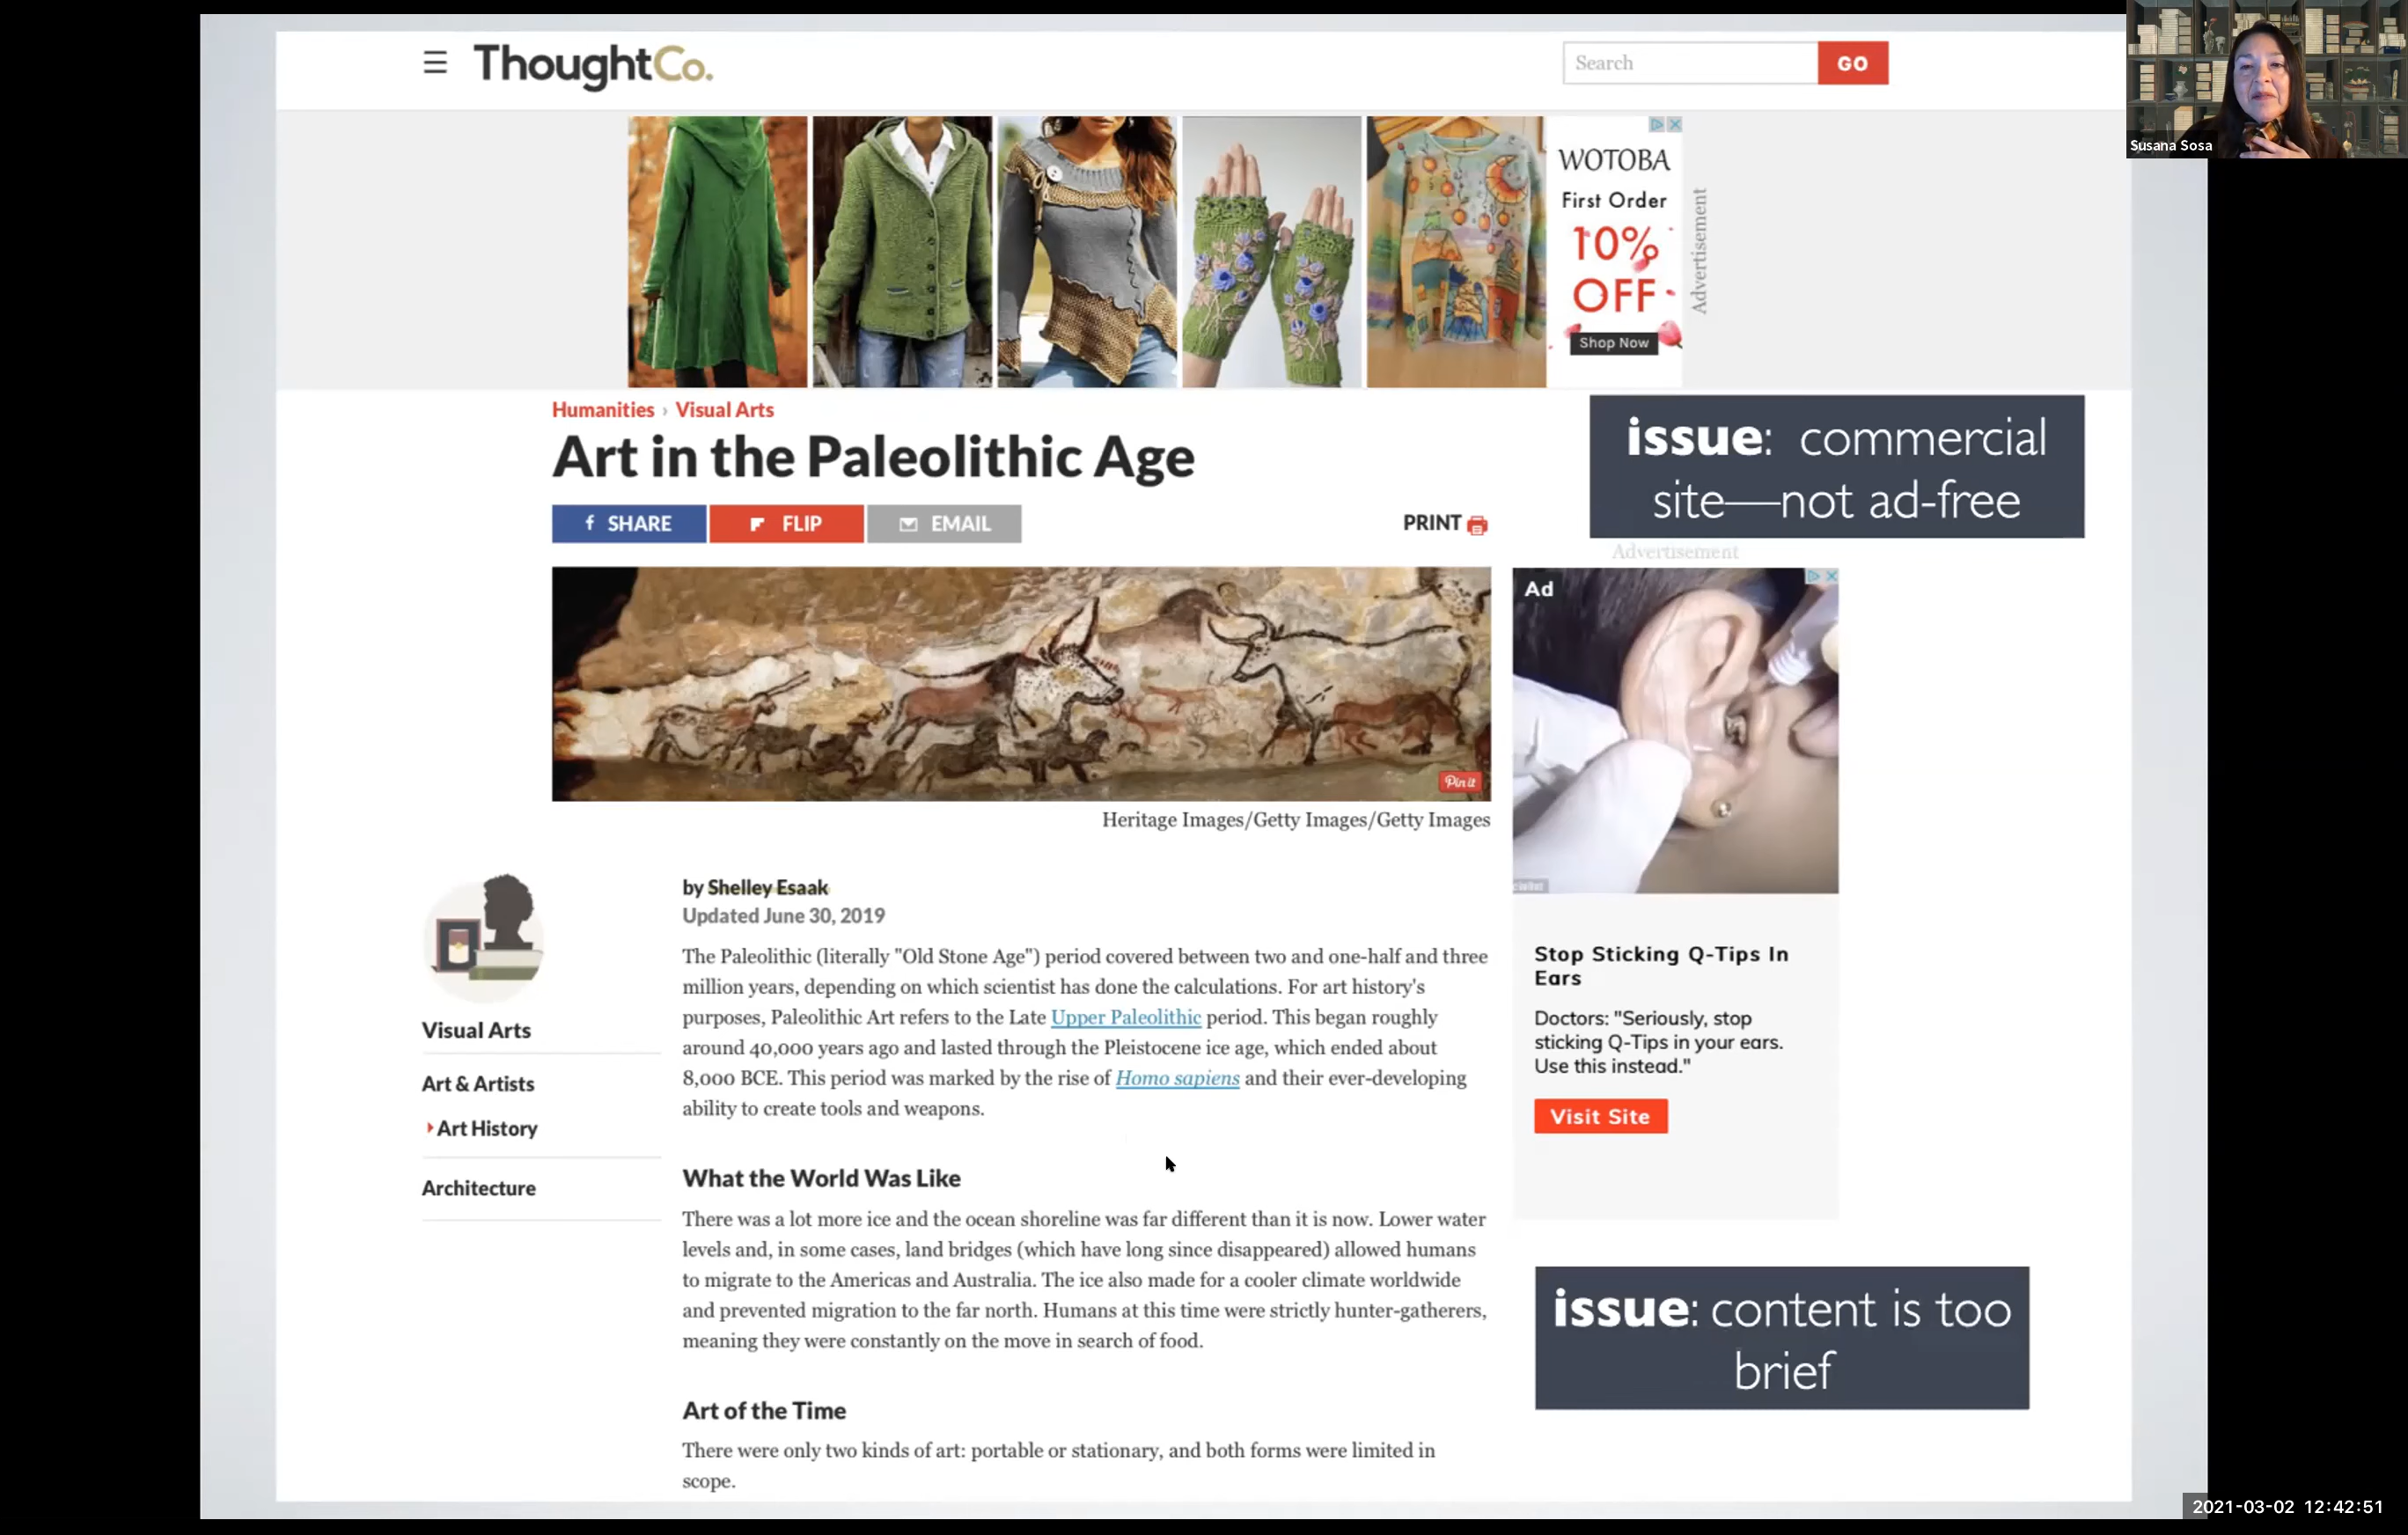 ThoughtCo.
Search
GO
Susana Sosa
WOTOBA
First Order
10%
OFF
Shop Now
Advertisement
Humanities › Visual Arts
Art in the Paleolithic Age
SHARE
FLIP
EMAIL
PRINT
issue: commercial
site—not ad-free
Advertisement
Ad
Pin it
Heritage Images/Getty Images/Getty Images
by Shelley Esaak
Updated June 30, 2019
The Paleolithic (literally "Old Stone Age") period covered between two and one-half and three
million years, depending on which scientist has done the calculations. For art history's
purposes, Paleolithic Art refers to the Late Upper Paleolithic period. This began roughly
around 40,000 years ago and lasted through the Pleistocene ice age, which ended about
8,000 BCE. This period was marked by the rise of Homo sapiens and their ever-developing
ability to create tools and weapons.
What the World Was Like
There was a lot more ice and the ocean shoreline was far different than it is now. Lower water
levels and, in some cases, land bridges (which have long since disappeared) allowed humans
to migrate to the Americas and Australia. The ice also made for a cooler climate worldwide
and prevented migration to the far north. Humans at this time were strictly hunter-gatherers,
meaning they were constantly on the move in search of food.
Art of the Time
There were only two kinds of art: portable or stationary, and both forms were limited in
scope.
Visual Arts
Art & Artists
Art History
Architecture
Stop Sticking Q-Tips In
Ears
Doctors: "Seriously, stop
sticking Q-Tips in your ears.
Use this instead."
Visit Site
issue: content is too
brief
2021-03-02 12:42:51